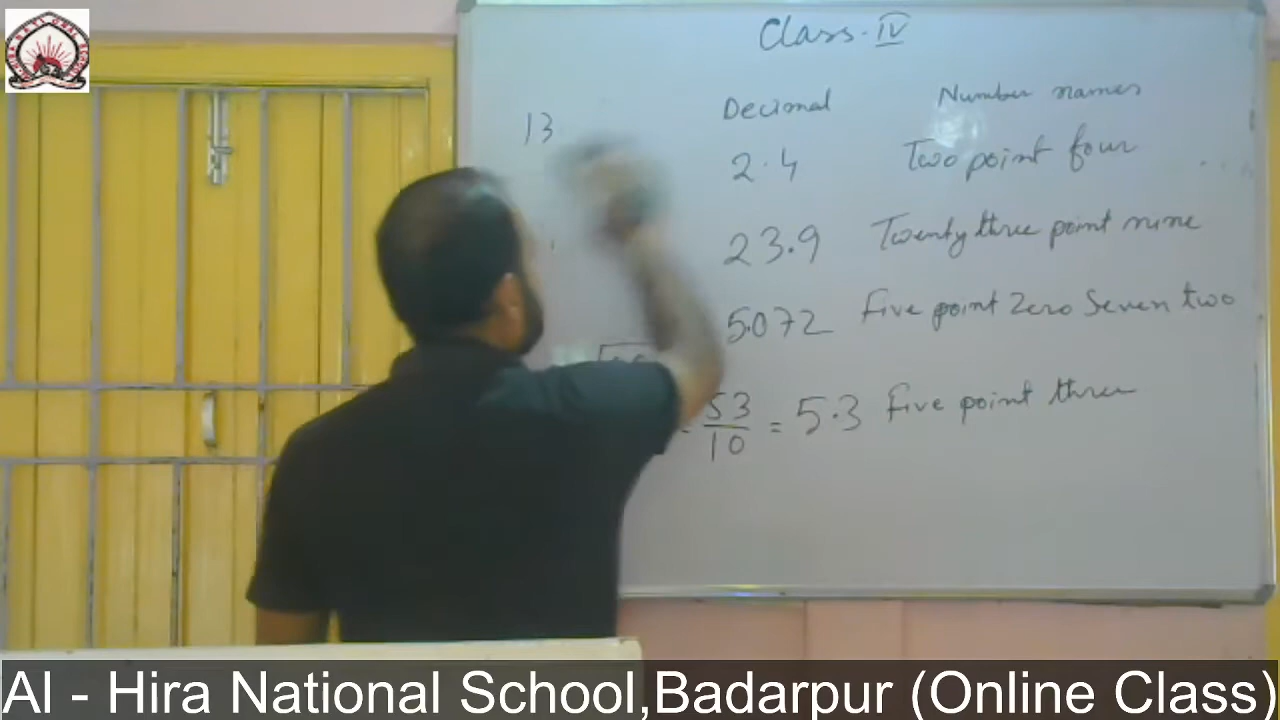 Class. IV
Decimal Number names
13
2.4 Two point four
23.9 Twenty three point nine
5.072 Five point Zero Seven two
= 53/10 = 5.3 Five point three
Al - Hira National School,Badarpur (Online Class)